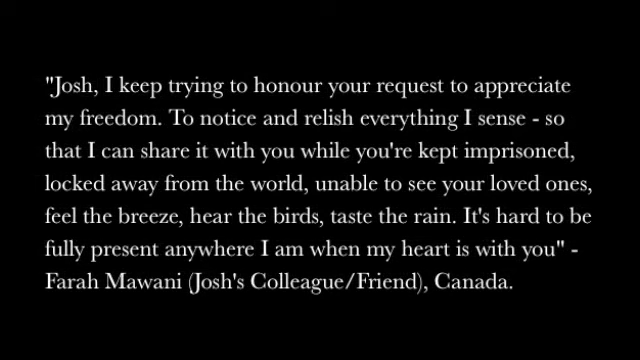 "Josh, I keep trying to honour your request to appreciate
my freedom. To notice and relish everything I sense - so
that I can share it with you while you're kept imprisoned,
locked away from the world, unable to see your loved ones,
feel the breeze, hear the birds, taste the rain. It's hard to be
fully present anywhere I am when my heart is with you" -
Farah Mawani (Josh's Colleague/Friend), Canada.